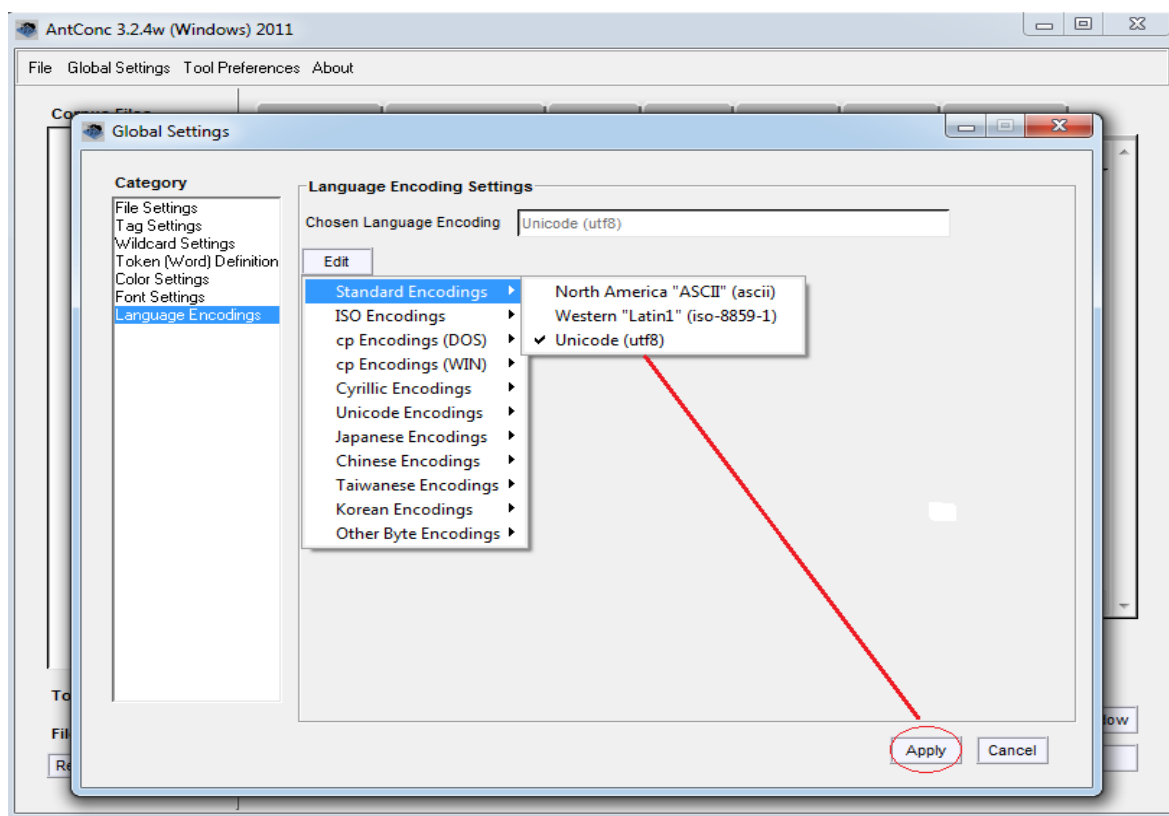 AntConc 3.2.4w (Windows) 2011
File Global Settings Tool Preferences About
Global Settings
Category
File Settings
Tag Settings
Wildcard Settings
Token (Word) Definition
Color Settings
Font Settings
Language Encodings
Language Encoding Settings
Chosen Language Encoding Unicode (utf8)
Edit
Standard Encodings
ISO Encodings
cp Encodings (DOS)
cp Encodings (WIN)
Cyrillic Encodings
Unicode Encodings
Japanese Encodings
Chinese Encodings
Taiwanese Encodings
Korean Encodings
Other Byte Encodings
North America "ASCII" (ascii)
Western "Latin1" (iso-8859-1)
Unicode (utf8)
Apply Cancel